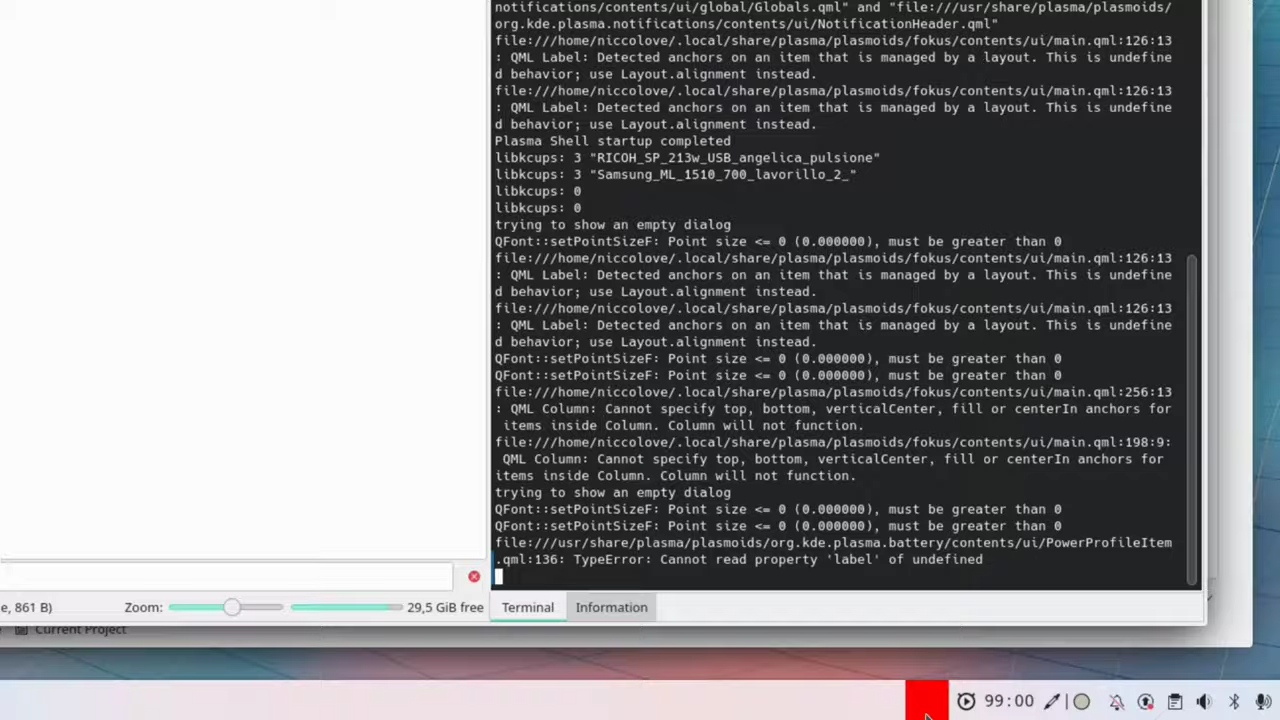 notifications/contents/ui/global/Globals.qml" and "file:///usr/share/plasma/plasmoids/
org.kde.plasma.notifications/contents/ui/NotificationHeader.qml"
file:///home/niccolove/.local/share/plasma/plasmoids/fokus/contents/ui/main.qml:126:13
: QML Label: Detected anchors on an item that is managed by a layout. This is undefine
d behavior; use Layout.alignment instead.
file:///home/niccolove/.local/share/plasma/plasmoids/fokus/contents/ui/main.qml:126:13
: QML Label: Detected anchors on an item that is managed by a layout. This is undefine
d behavior; use Layout.alignment instead.
Plasma Shell startup completed
libkcups: 3 "RICOH_SP_213w_USB_angelica_pulsione"
libkcups: 3 "Samsung_ML_1510_700_lavorillo_2_"
libkcups: 0
libkcups: 0
trying to show an empty dialog
QFont::setPointSizeF: Point size <= 0 (0.000000), must be greater than 0
file:///home/niccolove/.local/share/plasma/plasmoids/fokus/contents/ui/main.qml:126:13
: QML Label: Detected anchors on an item that is managed by a layout. This is undefine
d behavior; use Layout.alignment instead.
file:///home/niccolove/.local/share/plasma/plasmoids/fokus/contents/ui/main.qml:126:13
: QML Label: Detected anchors on an item that is managed by a layout. This is undefine
d behavior; use Layout.alignment instead.
QFont::setPointSizeF: Point size <= 0 (0.000000), must be greater than 0
QFont::setPointSizeF: Point size <= 0 (0.000000), must be greater than 0
file:///home/niccolove/.local/share/plasma/plasmoids/fokus/contents/ui/main.qml:256:13
: QML Column: Cannot specify top, bottom, verticalCenter, fill or centerIn anchors for
 items inside Column. Column will not function.
file:///home/niccolove/.local/share/plasma/plasmoids/fokus/contents/ui/main.qml:198:9:
 QML Column: Cannot specify top, bottom, verticalCenter, fill or centerIn anchors for
items inside Column. Column will not function.
trying to show an empty dialog
QFont::setPointSizeF: Point size <= 0 (0.000000), must be greater than 0
QFont::setPointSizeF: Point size <= 0 (0.000000), must be greater than 0
file:///usr/share/plasma/plasmoids/org.kde.plasma.battery/contents/ui/PowerProfileItem
.qml:136: TypeError: Cannot read property 'label' of undefined
e, 861 B) Zoom: 29,5 GiB free
Terminal Information
Current Project
99:00